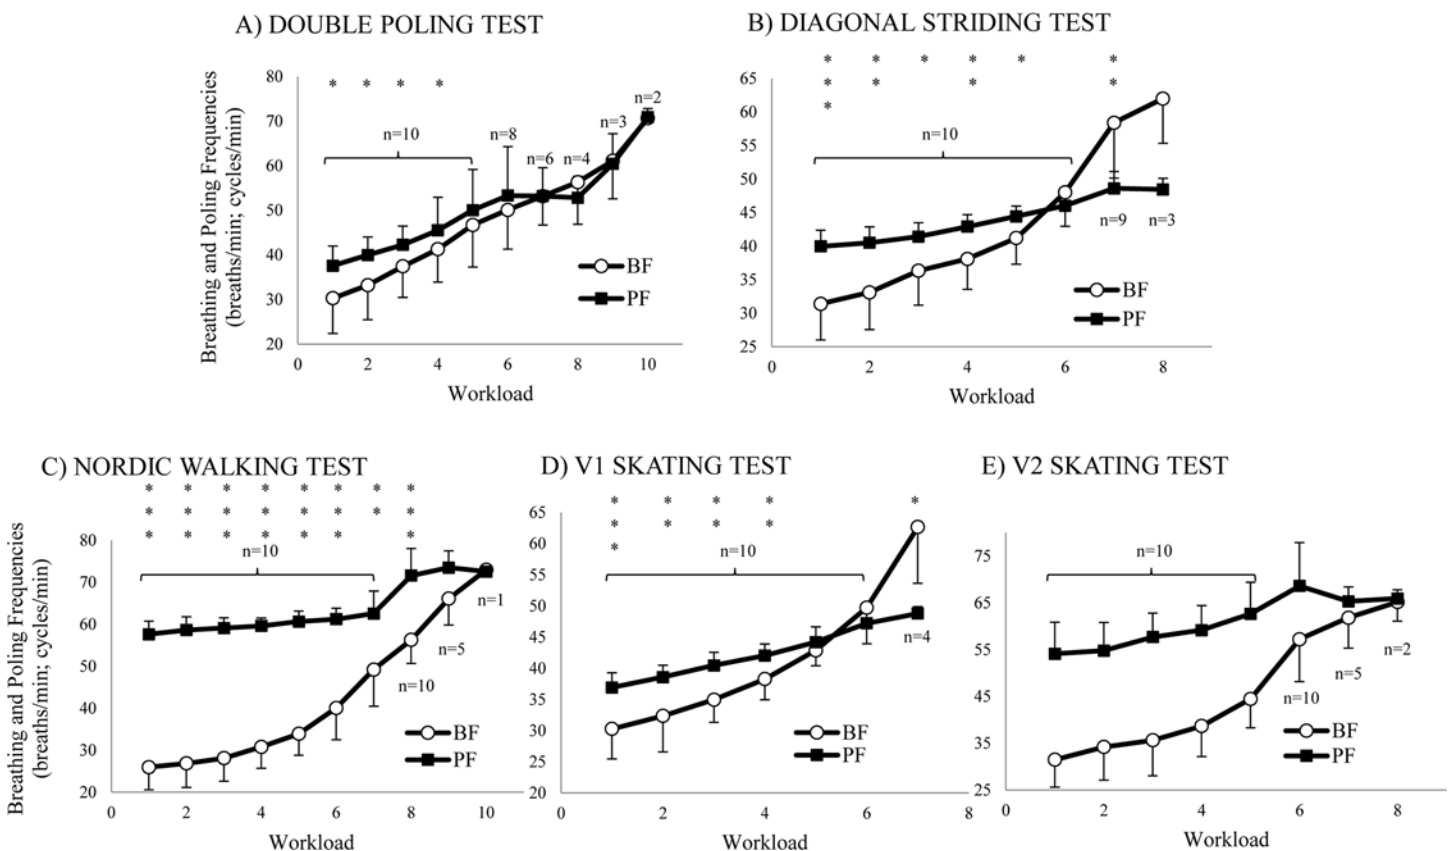 A) DOUBLE POLING TEST
Breathing and Poling Frequencies
(breaths/min; cycles/min)
80
70
60
50
40
30
20
* * * *
n=10
n=8
n=6
n=4
n=3
n=2
BF
PF
0 2 4 6 8 10
Workload
B) DIAGONAL STRIDING TEST
* * * * * *
* * * *
*
65
60
55
50
45
40
35
30
25
n=10
n=9
n=3
BF
PF
0 2 4 6 8
Workload
C) NORDIC WALKING TEST
* * * * * * * *
* * * * * * * *
* * * * * * *
Breathing and Poling Frequencies
(breaths/min; cycles/min)
80
70
60
50
40
30
20
n=10
n=10
n=5
n=1
BF
PF
0 2 4 6 8 10
Workload
D) V1 SKATING TEST
* * * * *
* * * *
*
65
60
55
50
45
40
35
30
25
20
n=10
n=4
BF
PF
0 2 4 6 8
Workload
E) V2 SKATING TEST
75
65
55
45
35
25
n=10
n=10
n=5
n=2
BF
PF
0 2 4 6 8
Workload